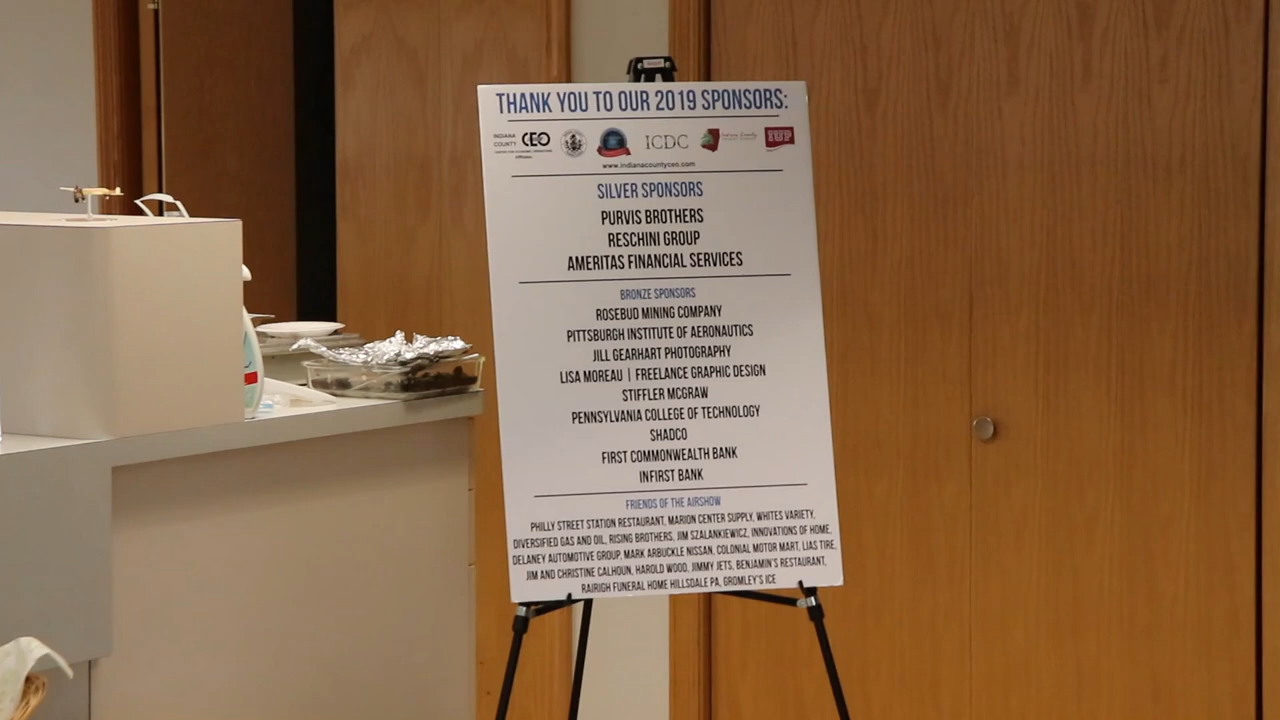 THANK YOU TO OUR 2019 SPONSORS:
INDIANA COUNTY CEO
ICDC
Indiana County
IUP
www.indianacountyceo.com
SILVER SPONSORS
PURVIS BROTHERS
RESCHINI GROUP
AMERITAS FINANCIAL SERVICES
BRONZE SPONSORS
ROSEBUD MINING COMPANY
PITTSBURGH INSTITUTE OF AERONAUTICS
JILL GEARHART PHOTOGRAPHY
LISA MOREAU | FREELANCE GRAPHIC DESIGN
STIFFLER MCGRAW
PENNSYLVANIA COLLEGE OF TECHNOLOGY
SHADCO
FIRST COMMONWEALTH BANK
INFIRST BANK
FRIENDS OF THE AIRSHOW
PHILLY STREET STATION RESTAURANT, MARION CENTER SUPPLY, WHITES VARIETY,
DIVERSIFIED GAS AND OIL, RISING BROTHERS, JIM SZALANKIEWICZ, INNOVATIONS OF HOME,
DELANEY AUTOMOTIVE GROUP, MARK ARBUCKLE NISSAN, COLONIAL MOTOR MART, LIAS TIRE,
JIM AND CHRISTINE CALHOUN, HAROLD WOOD, JIMMY JETS, BENJAMIN'S RESTAURANT,
RAIRIGH FUNERAL HOME HILLSDALE PA, GROMLEY'S ICE